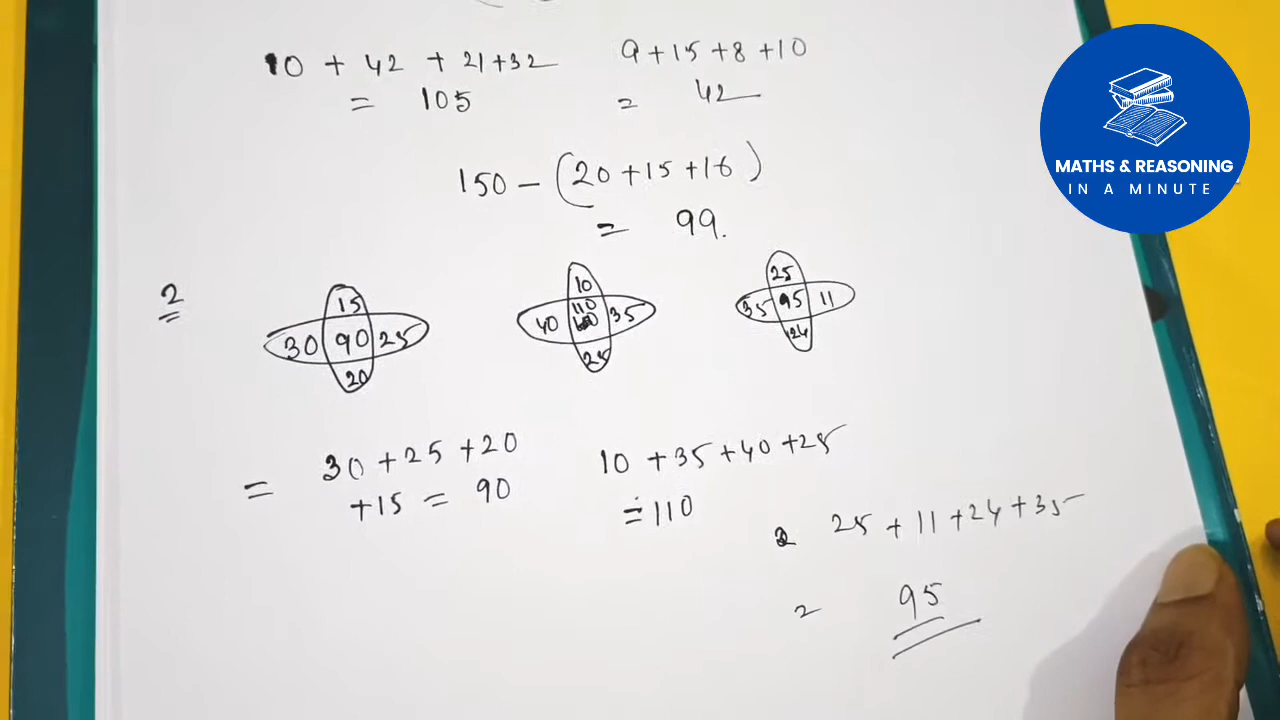 10 + 42 + 21+32
= 105
9+15+8+10
= 42
150 – (20+15+16)
= 99.
MATHS & REASONING
IN A MINUTE
2
15
30 90 25
20
10
110
40 35
25
25
35 95 11
24
= 30+25+20
+15 = 90
10 +35+40+25
= 110
25 + 11 +24+35
= 95